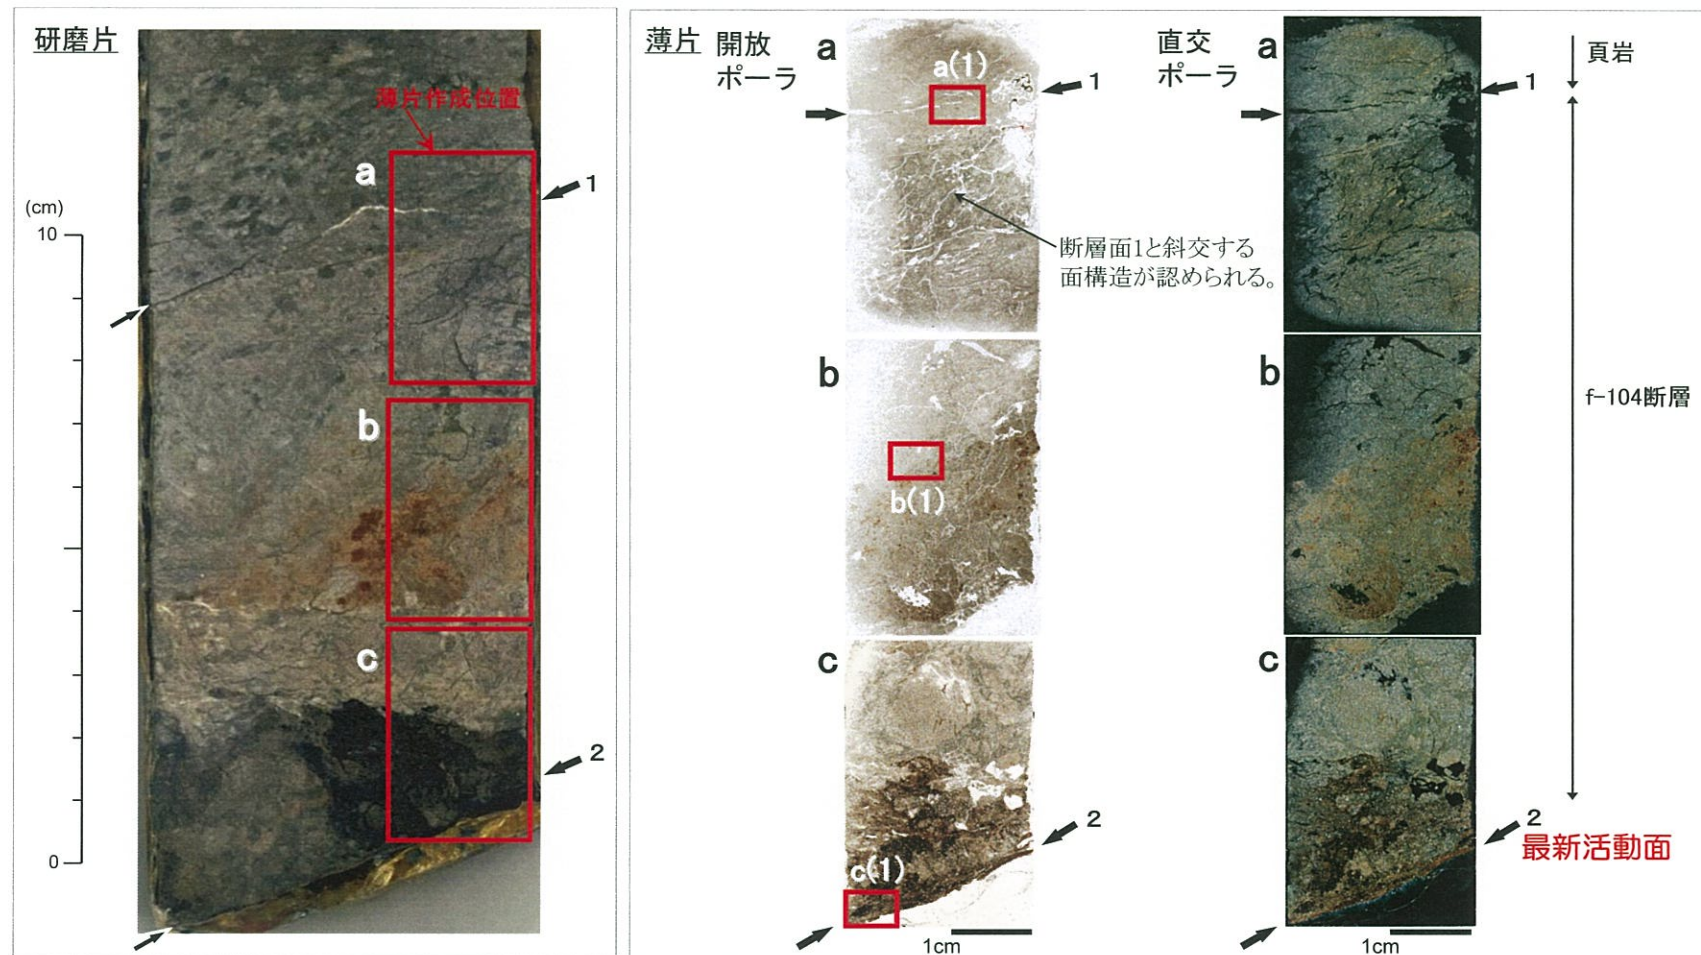 研磨片
薄片作成位置
a
1
(cm)
10
b
c
2
0
薄片 開放
ポーラ
a
a(1)
1
断層面1と斜交する
面構造が認められる。
b
b(1)
c
2
c(1)
1cm
直交
ポーラ
a
1
頁岩
b
f-104断層
c
2
最新活動面
1cm